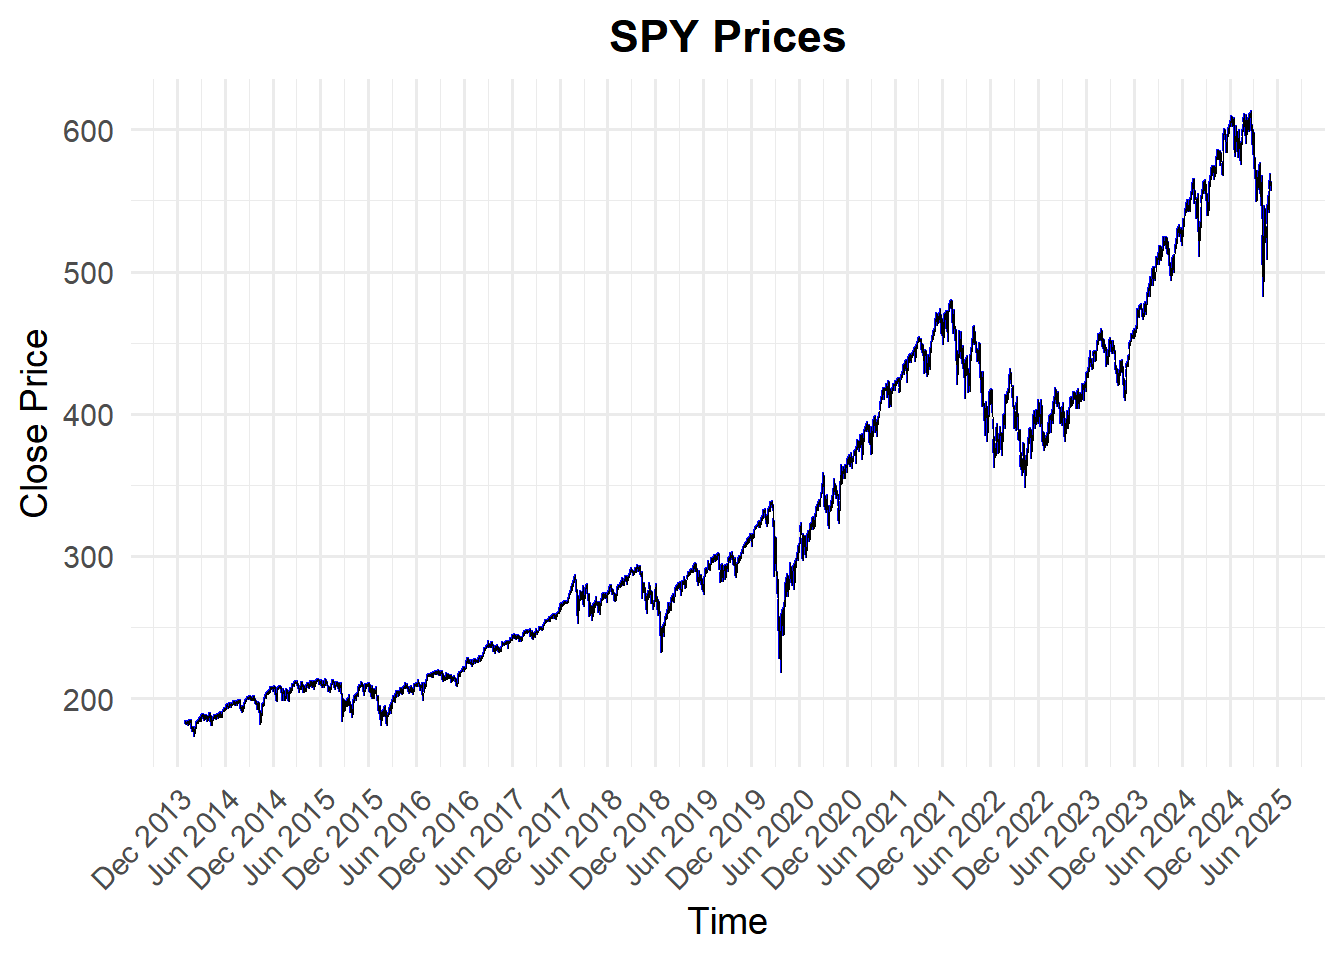 SPY Prices
600
500
400
300
200
Close Price
Dec 2013
Jun 2014
Dec 2014
Jun 2015
Dec 2015
Jun 2016
Dec 2016
Jun 2017
Dec 2017
Jun 2018
Dec 2018
Jun 2019
Dec 2019
Jun 2020
Dec 2020
Jun 2021
Dec 2021
Jun 2022
Dec 2022
Jun 2023
Dec 2023
Jun 2024
Dec 2024
Jun 2025
Time